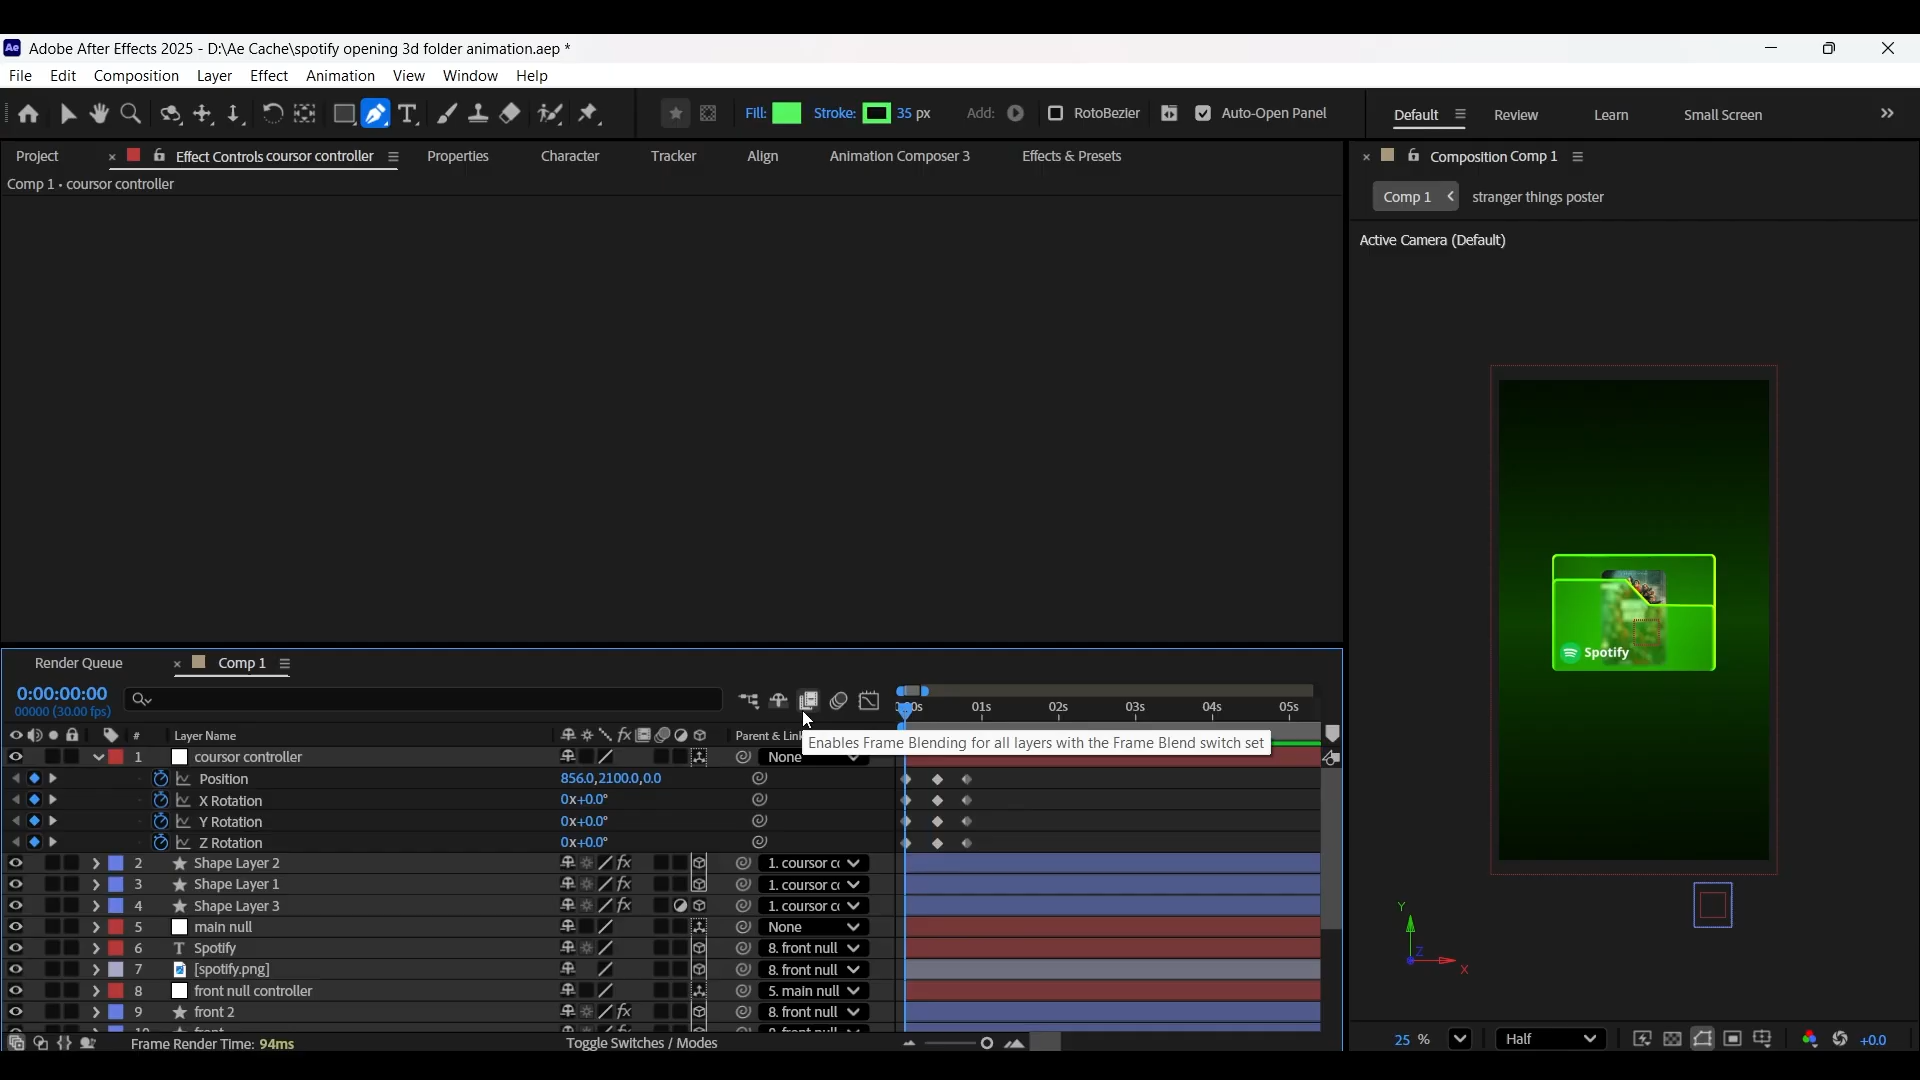 Ae Adobe After Effects 2025 - D:\Ae Cache\spotify opening 3d folder animation.aep *
File Edit Composition Layer Effect Animation View Window Help
T Fill: Stroke: 35 px Add: RotoBezier Auto-Open Panel Default Review Learn Small Screen
Project Effect Controls coursor controller Properties Character Tracker Align Animation Composer 3 Effects & Presets
Composition Comp 1
Comp 1 • coursor controller
Comp 1 stranger things poster
Active Camera (Default)
Spotify
Y
Z X
25 % Half +0.0
Render Queue Comp 1
0:00:00:00
00000 (30.00 fps)
01s 02s 03s 04s 05s
# Layer Name fx Parent & Link
Enables Frame Blending for all layers with the Frame Blend switch set
1 coursor controller None
Position 856.0,2100.0,0.0
X Rotation 0x+0.0°
Y Rotation 0x+0.0°
Z Rotation 0x+0.0°
2 Shape Layer 2 fx 1. coursor c
3 Shape Layer 1 fx 1. coursor c
4 Shape Layer 3 fx 1. coursor c
5 main null None
6 T Spotify 8. front null
7 [spotify.png] 8. front null
8 front null controller 5. main null
9 front 2 fx 8. front null
Frame Render Time: 94ms Toggle Switches / Modes